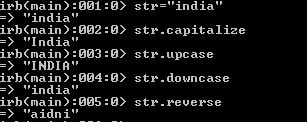 irb(main):001:0> str="india"
=> "india"
irb(main):002:0> str.capitalize
=> "India"
irb(main):003:0> str.upcase
=> "INDIA"
irb(main):004:0> str.downcase
=> "india"
irb(main):005:0> str.reverse
=> "aidni"